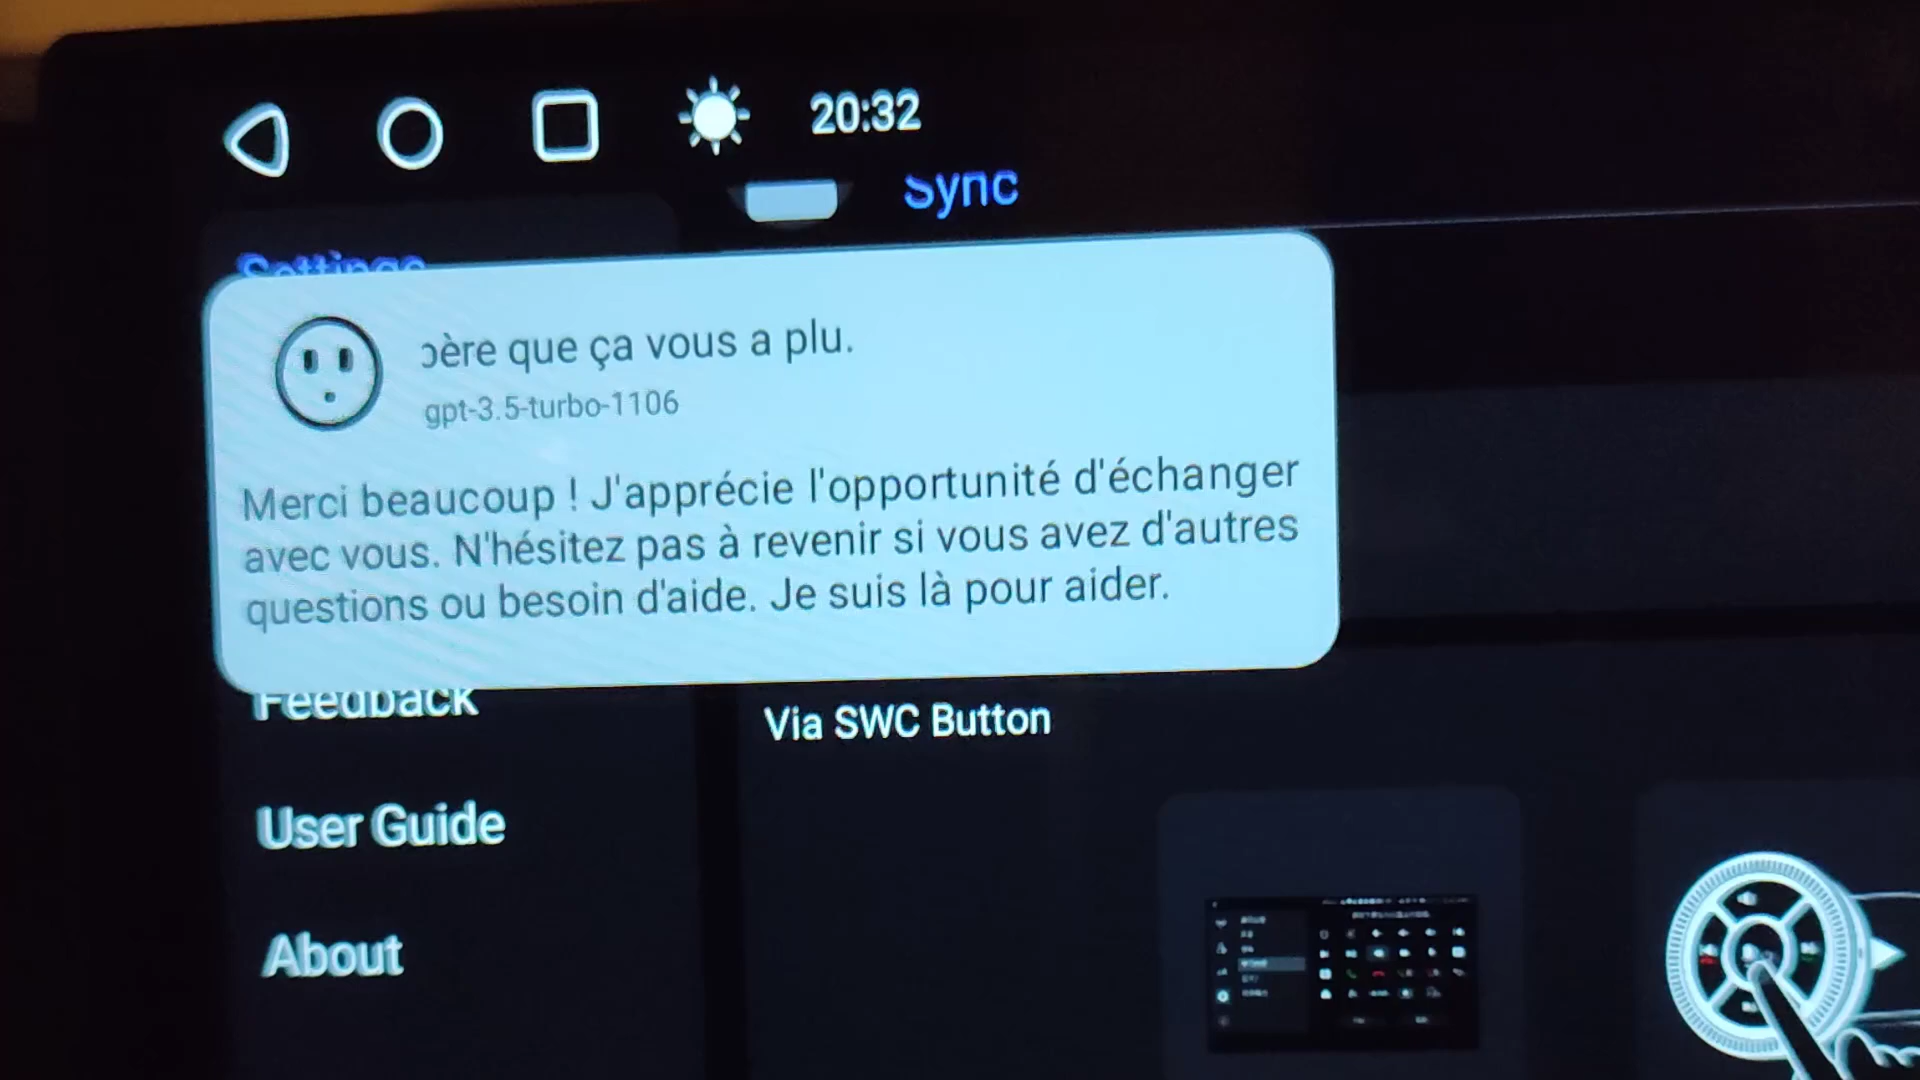 20:32
Sync
Settings
père que ça vous a plu.
gpt-3.5-turbo-1106
Merci beaucoup ! J'apprécie l'opportunité d'échanger
avec vous. N'hésitez pas à revenir si vous avez d'autres
questions ou besoin d'aide. Je suis là pour aider.
Feedback
Via SWC Button
User Guide
About